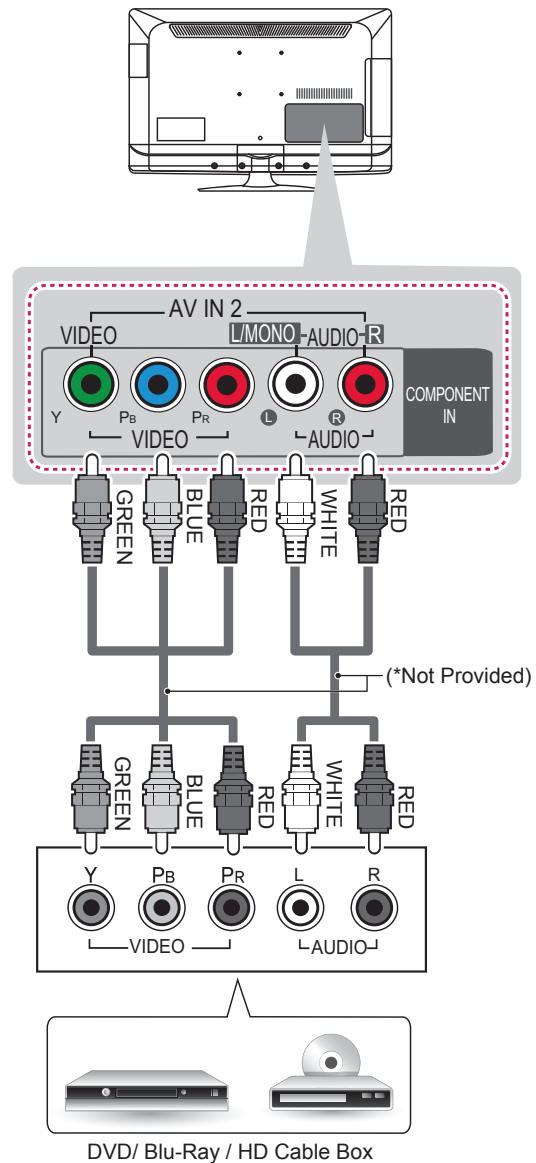 AV IN 2
VIDEO L/MONO AUDIO R
Y PB PR L R
VIDEO AUDIO
COMPONENT
IN
GREEN BLUE RED WHITE RED
(*Not Provided)
GREEN BLUE RED WHITE RED
Y PB PR L R
VIDEO AUDIO
DVD/ Blu-Ray / HD Cable Box